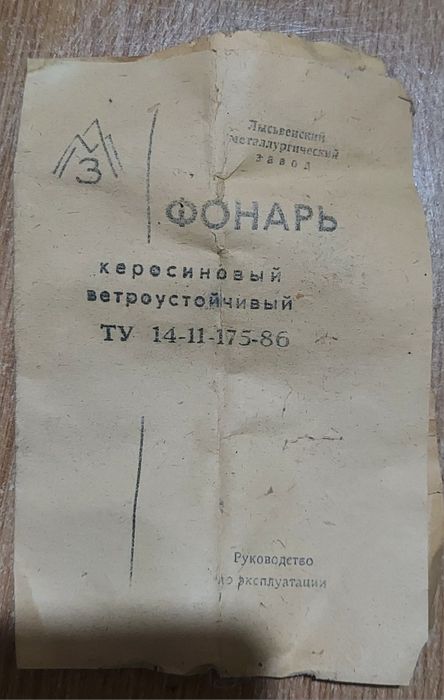 ЛМЗ
Лысьвенский
металлургический
завод
ФОНАРЬ
керосиновый
ветроустойчивый
ТУ 14-11-175-86
Руководство
по эксплуатации